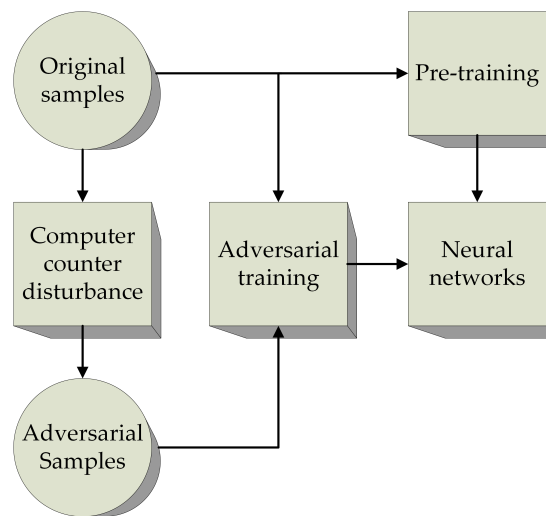 Original
samples
Pre-training
Computer
counter
disturbance
Adversarial
training
Neural
networks
Adversarial
Samples